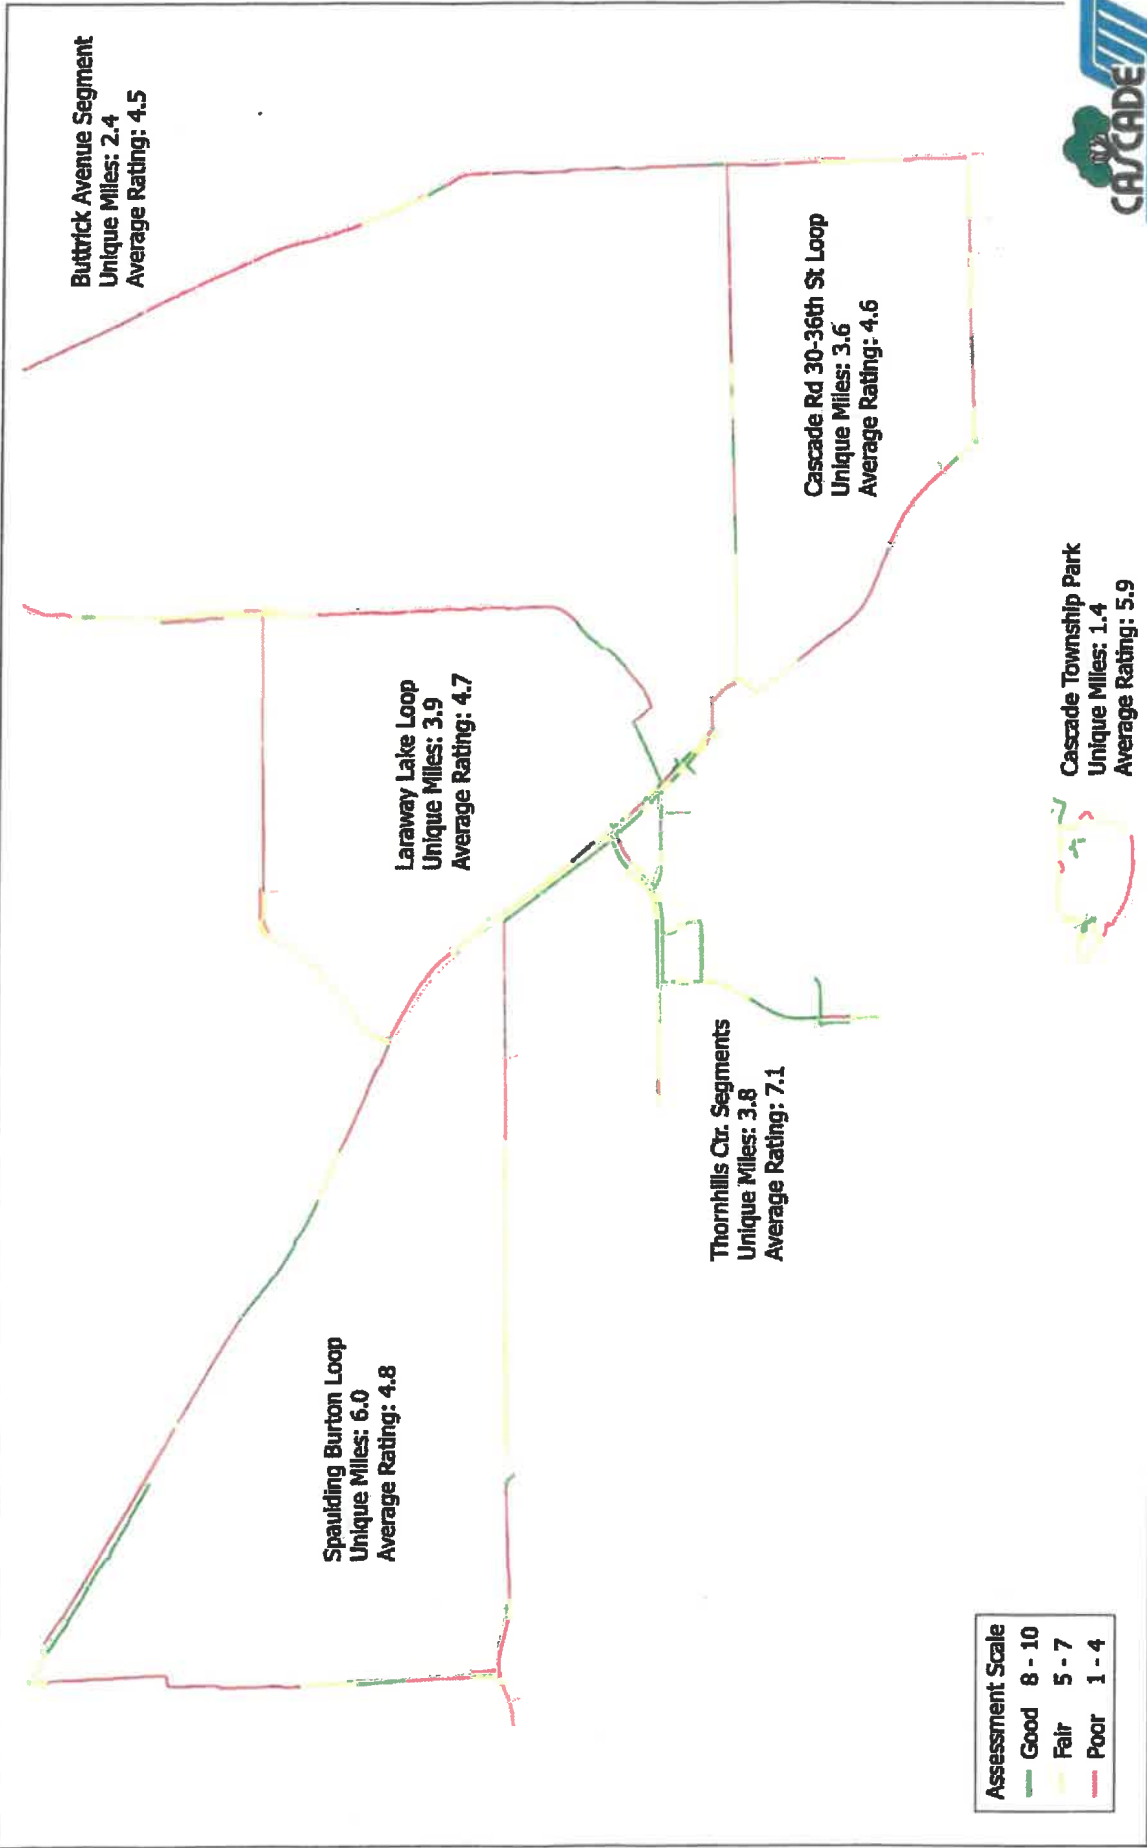 Buttrick Avenue Segment
Unique Miles: 2.4
Average Rating: 4.5
Laraway Lake Loop
Unique Miles: 3.9
Average Rating: 4.7
Cascade Rd 30-36th St Loop
Unique Miles: 3.6
Average Rating: 4.6
Spaulding Burton Loop
Unique Miles: 6.0
Average Rating: 4.8
Thornhills Ctr. Segments
Unique Miles: 3.8
Average Rating: 7.1
Cascade Township Park
Unique Miles: 1.4
Average Rating: 5.9
Assessment Scale
Good 8 - 10
Fair 5 - 7
Poor 1 - 4
CASCADE